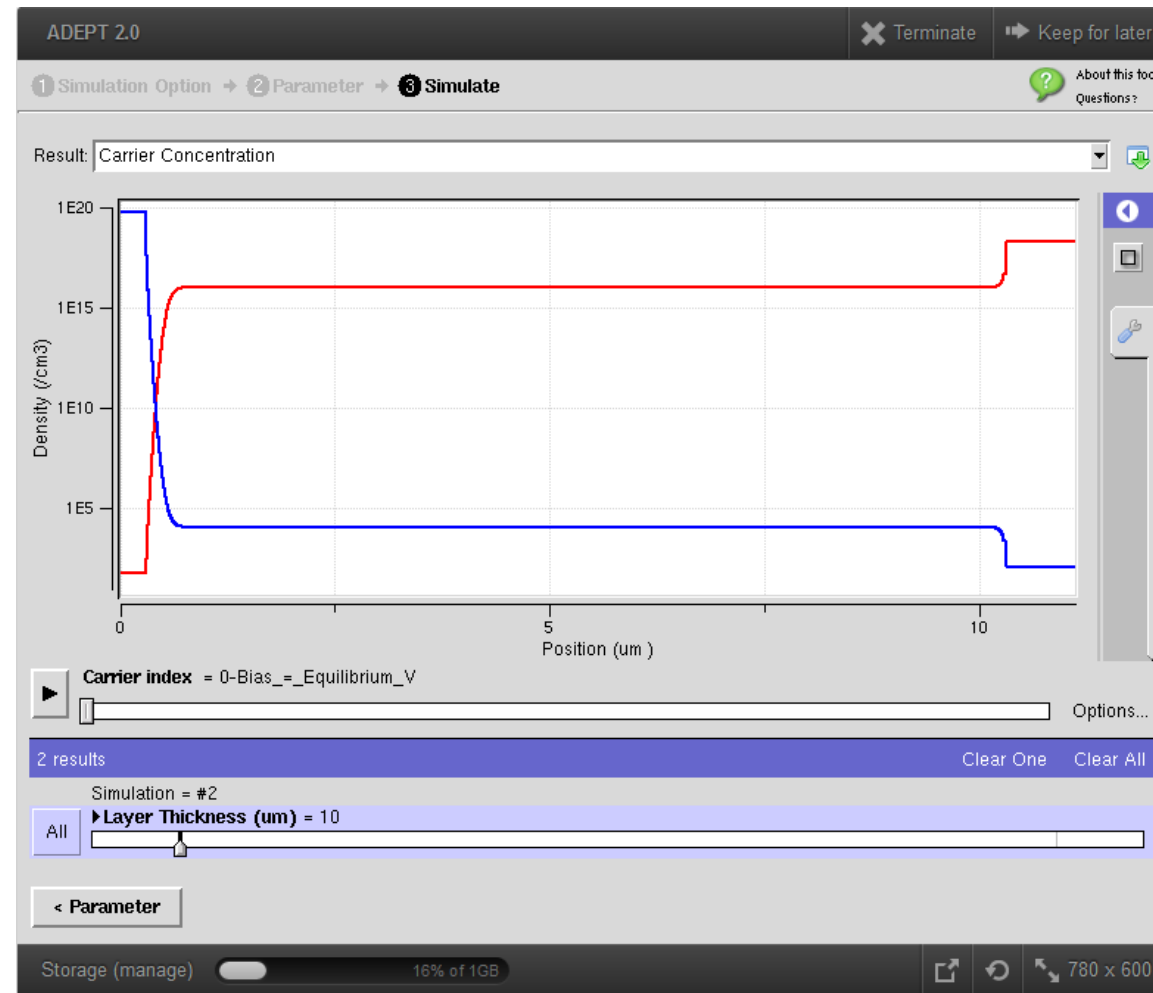 ADEPT 2.0 Terminate Keep for later
1 Simulation Option 2 Parameter 3 Simulate
? About this too
Questions?
Result: Carrier Concentration
1E20
1E15
1E10
1E5
Density (/cm3)
0 5 10
Position (um )
Carrier index = 0-Bias_=_Equilibrium_V
Options...
2 results Clear One Clear All
Simulation = #2
All
Layer Thickness (um) = 10
< Parameter
Storage (manage) 16% of 1GB 780 x 600